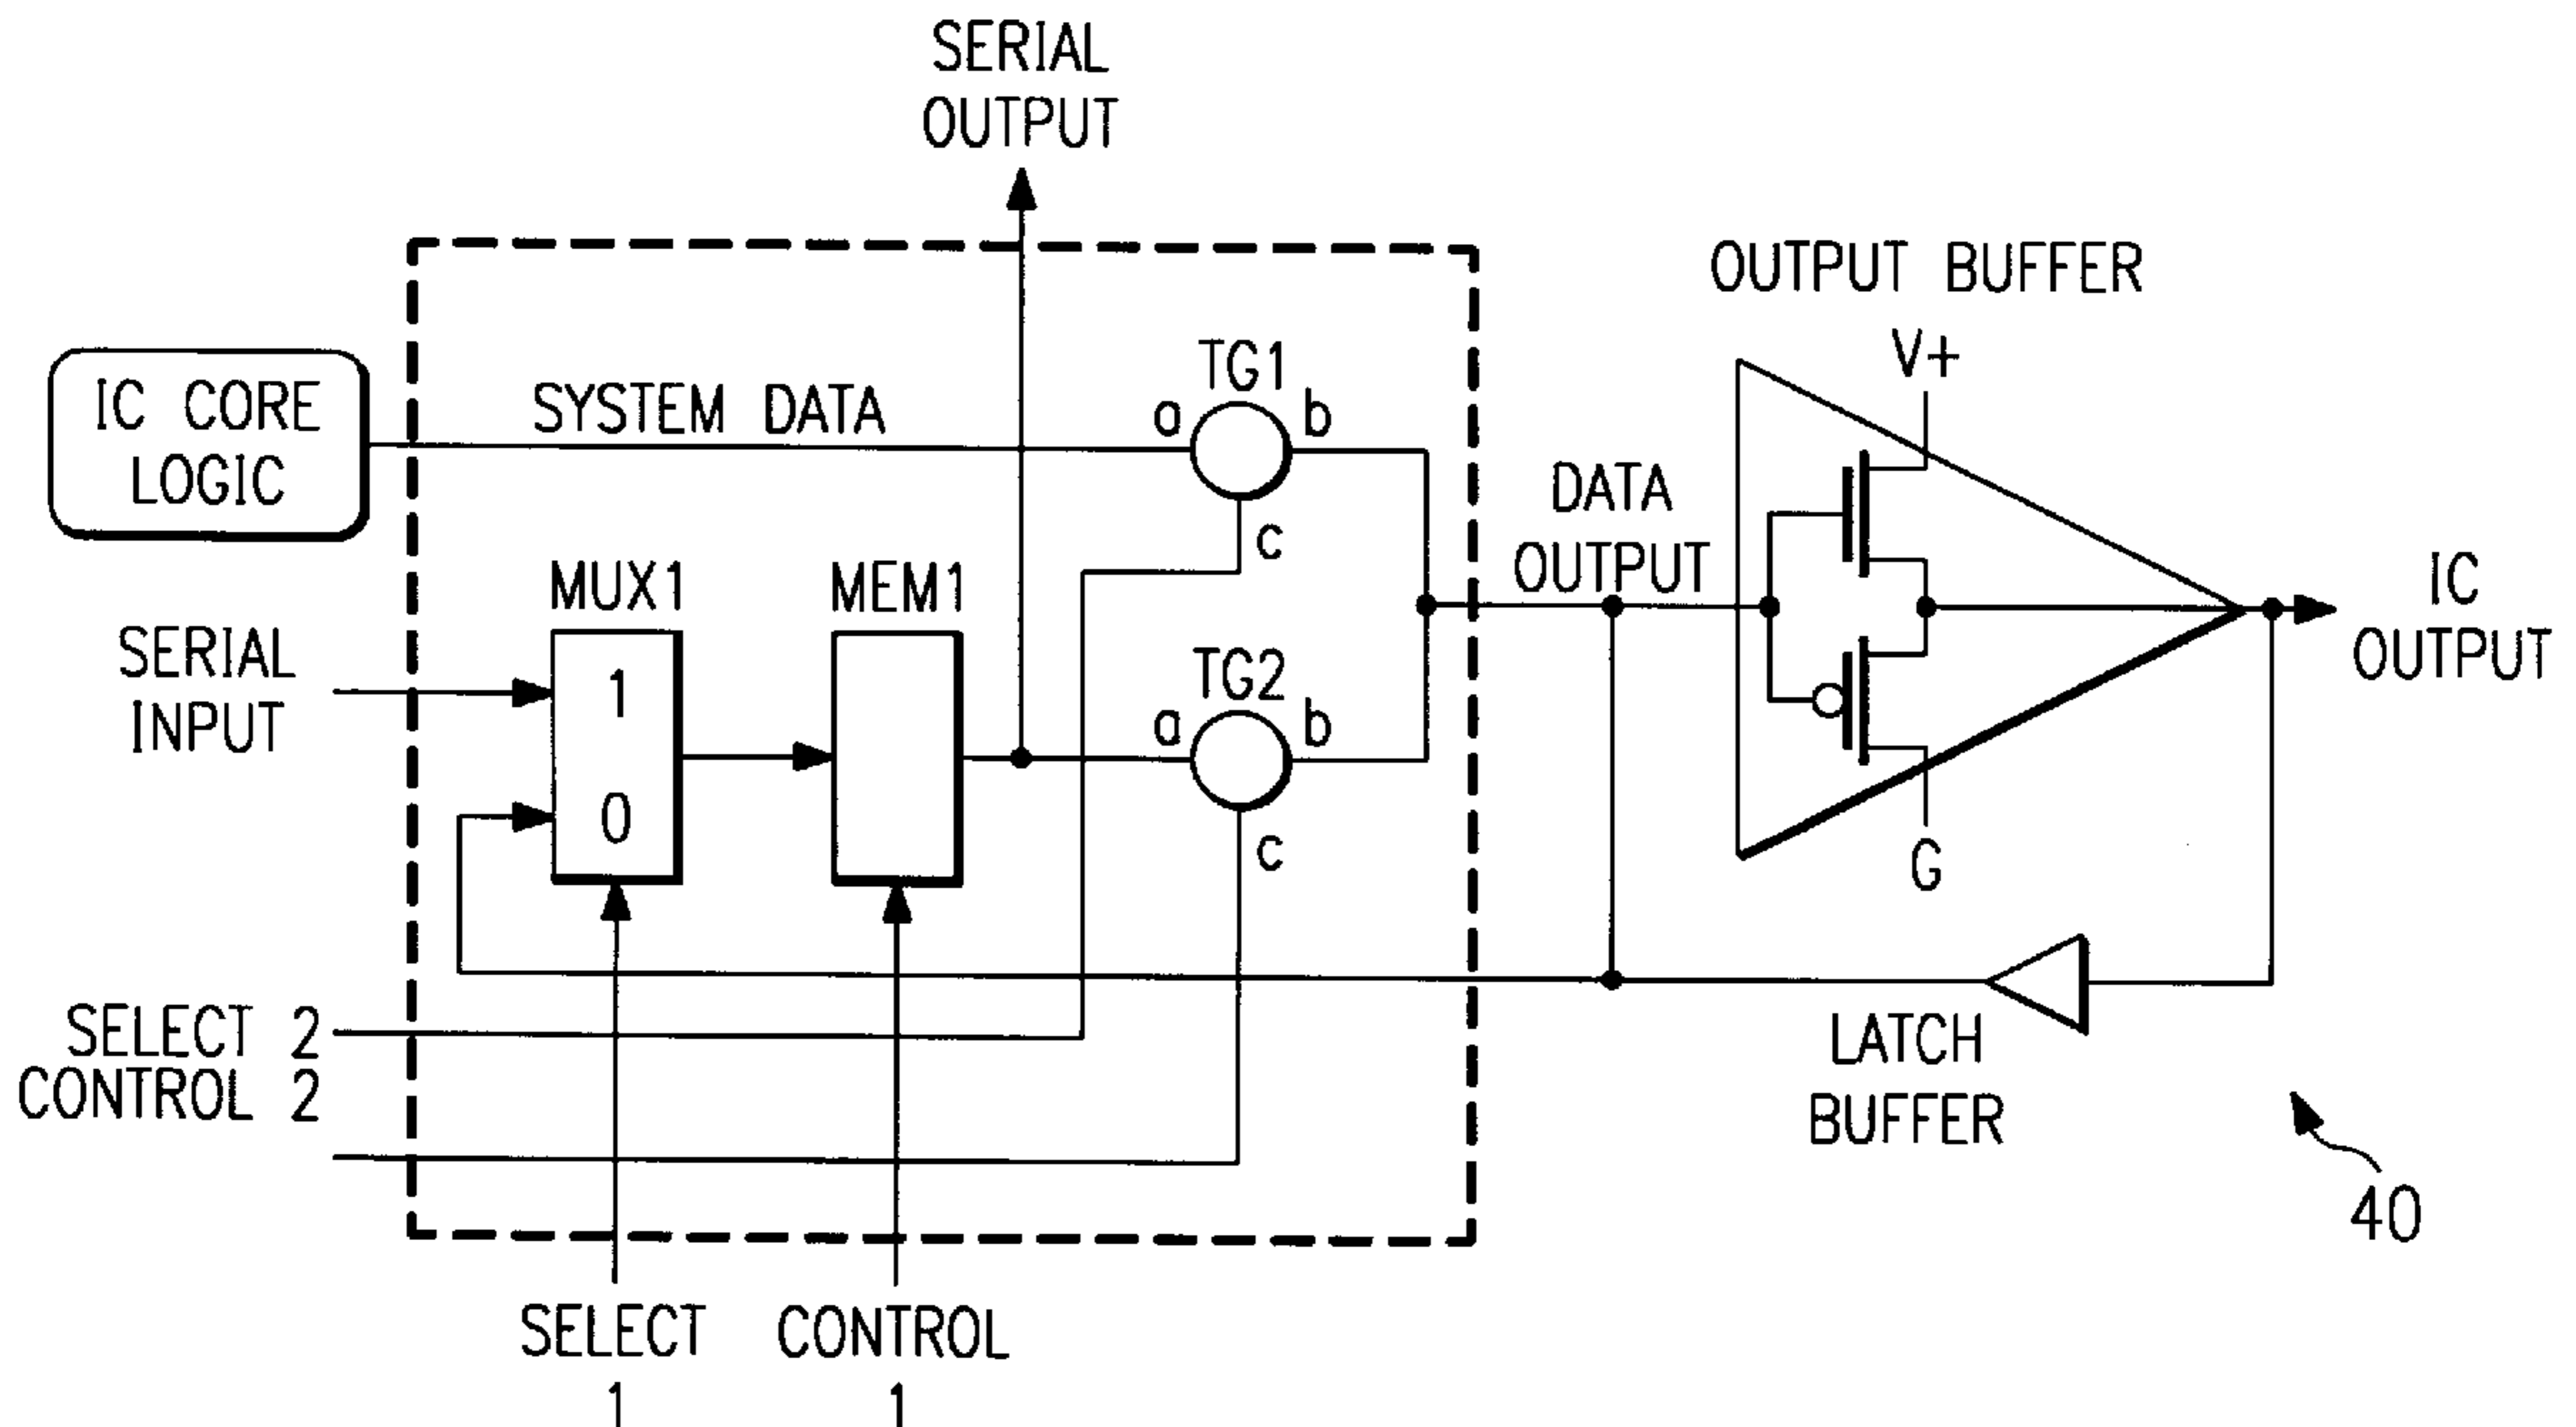 SERIAL
OUTPUT
OUTPUT BUFFER
V+
TG1
IC CORE
LOGIC
SYSTEM DATA
a
b
c
DATA
OUTPUT
IC
OUTPUT
MUX1
MEM1
SERIAL
INPUT
1
0
TG2
a
b
c
G
SELECT 2
CONTROL 2
LATCH
BUFFER
40
SELECT
1
CONTROL
1